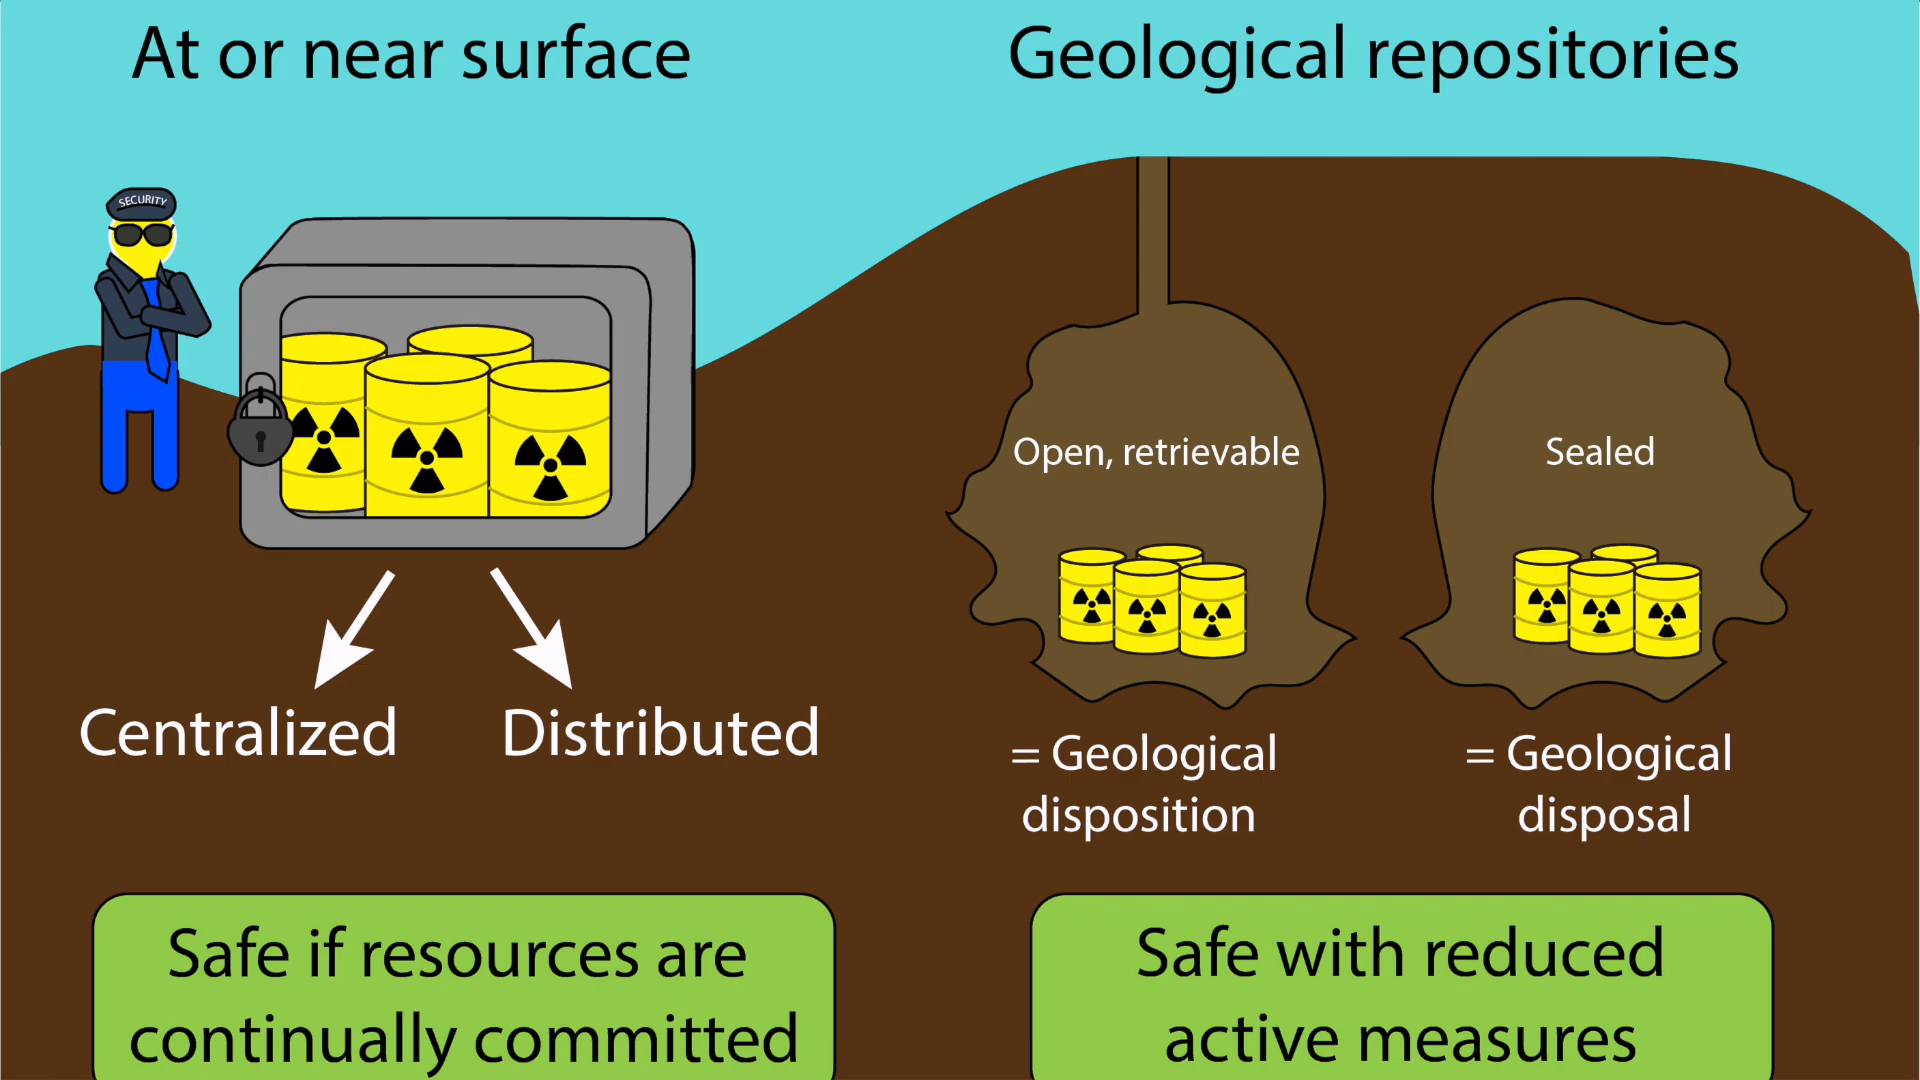 At or near surface
Geological repositories
SECURITY
Open, retrievable
Sealed
Centralized
Distributed
= Geological
disposition
= Geological
disposal
Safe if resources are
continually committed
Safe with reduced
active measures